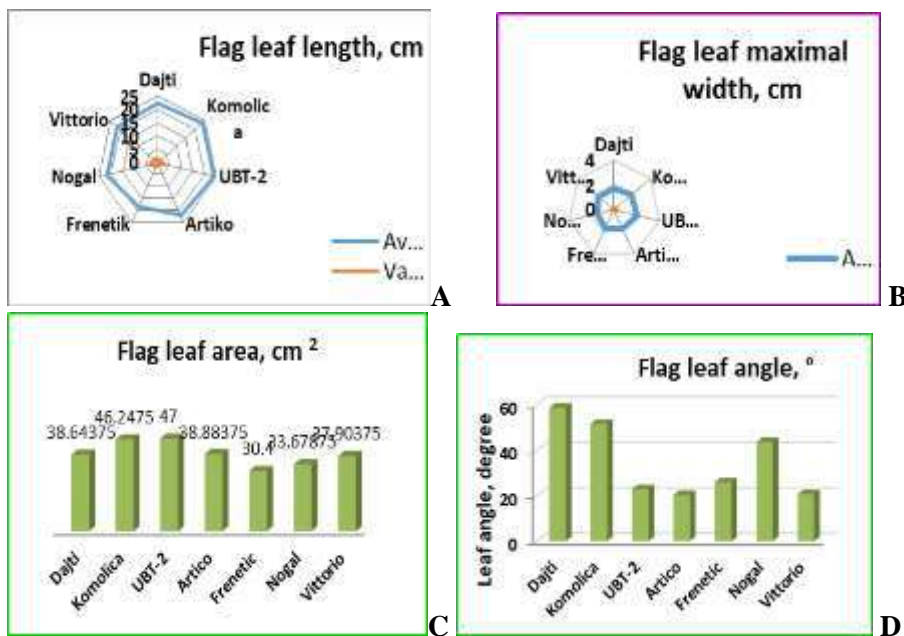 Flag leaf length, cm
Dajti
25
20
15
10
5
0
Komolic
a
UBT-2
Artiko
Frenetik
Nogal
Vittorio
Av...
Va...
A
Flag leaf maximal
width, cm
Dajti
4
2
0
Ko...
UB...
Arti...
Fre...
No...
Vitt...
A...
B
Flag leaf area, cm 2
38.64375
46.2475
47
38.88375
30.4
33.67875
37.90375
Dajti
Komolica
UBT-2
Artico
Frenetic
Nogal
Vittorio
C
Flag leaf angle, °
Leaf angle, degree
60
40
20
0
Dajti
Komolica
UBT-2
Artico
Frenetic
Nogal
Vittorio
D